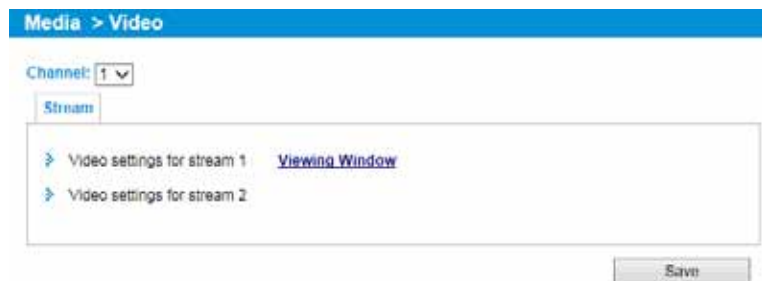 Media > Video
Channel: 1
Stream
Video settings for stream 1 Viewing Window
Video settings for stream 2
Save